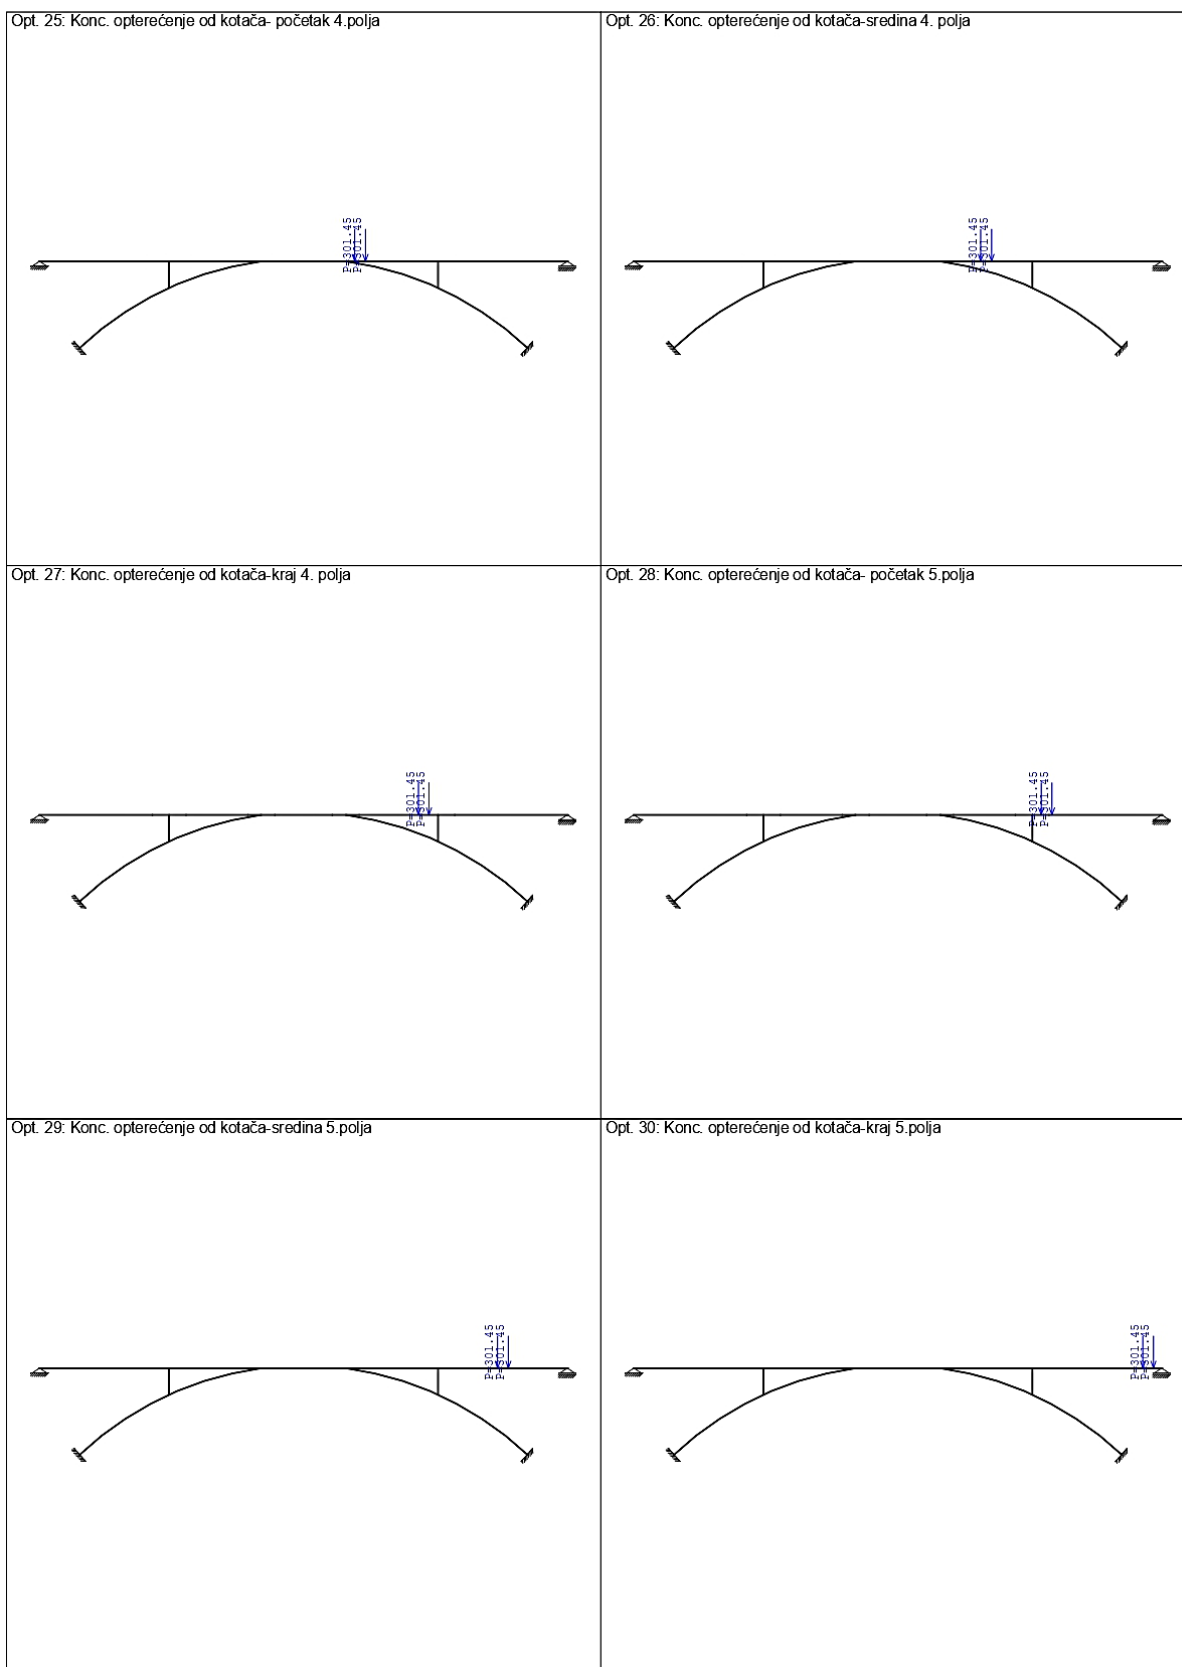 Opt. 25: Konc. opterećenje od kotača- početak 4.polja
P=301.45
P=301.45
Opt. 26: Konc. opterećenje od kotača-sredina 4. polja
P=301.45
P=301.45
Opt. 27: Konc. opterećenje od kotača-kraj 4. polja
P=301.45
P=301.45
Opt. 28: Konc. opterećenje od kotača- početak 5.polja
P=301.45
P=301.45
Opt. 29: Konc. opterećenje od kotača-sredina 5.polja
P=301.45
P=301.45
Opt. 30: Konc. opterećenje od kotača-kraj 5.polja
P=301.45
P=301.45